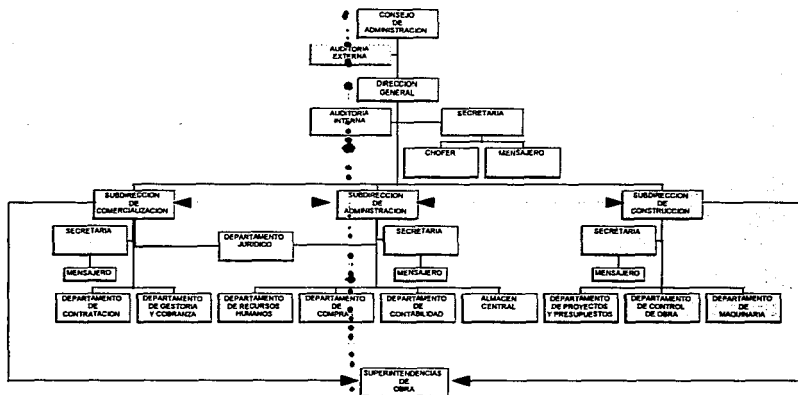 CONSEJO
DE
ADMINISTRACION
AUDITORIA
EXTERNA
DIRECCION
GENERAL
AUDITORIA
INTERNA
SECRETARIA
CHOFER
MENSAJERO
SUBDIRECCION
DE
COMERCIALIZACION
SUBDIRECCION
DE
ADMINISTRACION
SUBDIRECCION
DE
CONSTRUCCION
SECRETARIA
DEPARTAMENTO
JURIDICO
SECRETARIA
SECRETARIA
MENSAJERO
MENSAJERO
MENSAJERO
DEPARTAMENTO
DE
CONTRATACION
DEPARTAMENTO
DE GESTORIA
Y COBRANZA
DEPARTAMENTO
DE RECURSOS
HUMANOS
DEPARTAMENTO
DE
COMPRA
DEPARTAMENTO
DE
CONTABILIDAD
ALMACEN
CENTRAL
DEPARTAMENTO
DE PROYECTOS
Y PRESUPUESTOS
DEPARTAMENTO
DE CONTROL
DE OBRA
DEPARTAMENTO
DE
MAQUINARIA
SUPERINTENDENCIAS
DE
OBRA